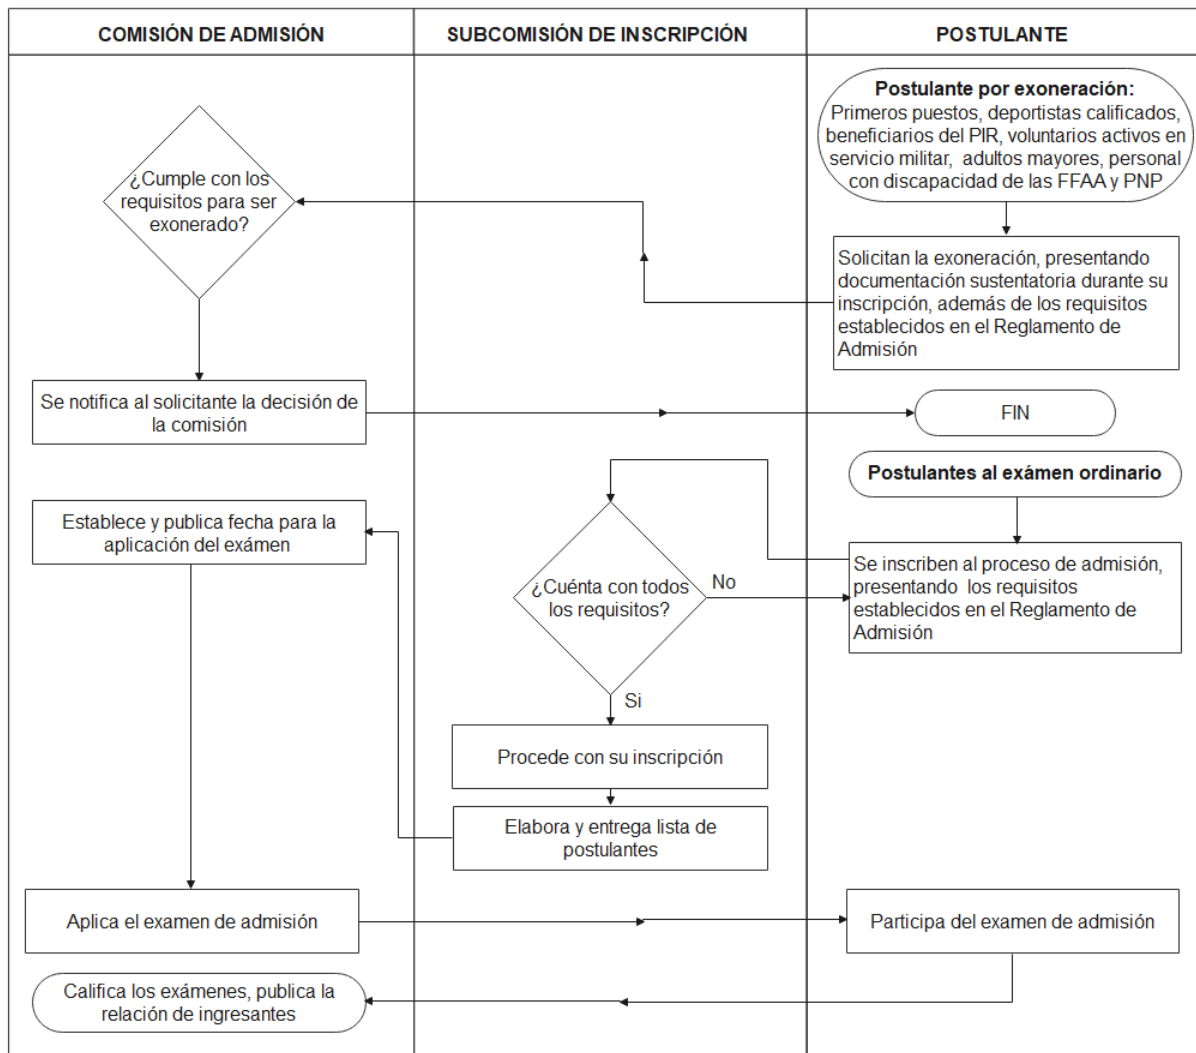 COMISIÓN DE ADMISIÓN
SUBCOMISIÓN DE INSCRIPCIÓN
POSTULANTE
Postulante por exoneración:
Primeros puestos, deportistas calificados,
beneficiarios del PIR, voluntarios activos en
servicio militar, adultos mayores, personal
con discapacidad de las FFAA y PNP
¿Cumple con los
requisitos para ser
exonerado?
Solicitan la exoneración, presentando
documentación sustentatoria durante su
inscripción, además de los requisitos
establecidos en el Reglamento de
Admisión
Se notifica al solicitante la decisión de
la comisión
FIN
Postulantes al exámen ordinario
Establece y publica fecha para la
aplicación del exámen
Se inscriben al proceso de admisión,
presentando los requisitos
establecidos en el Reglamento de
Admisión
¿Cuénta con todos
los requisitos?
No
Si
Procede con su inscripción
Elabora y entrega lista de
postulantes
Aplica el examen de admisión
Participa del examen de admisión
Califica los exámenes, publica la
relación de ingresantes